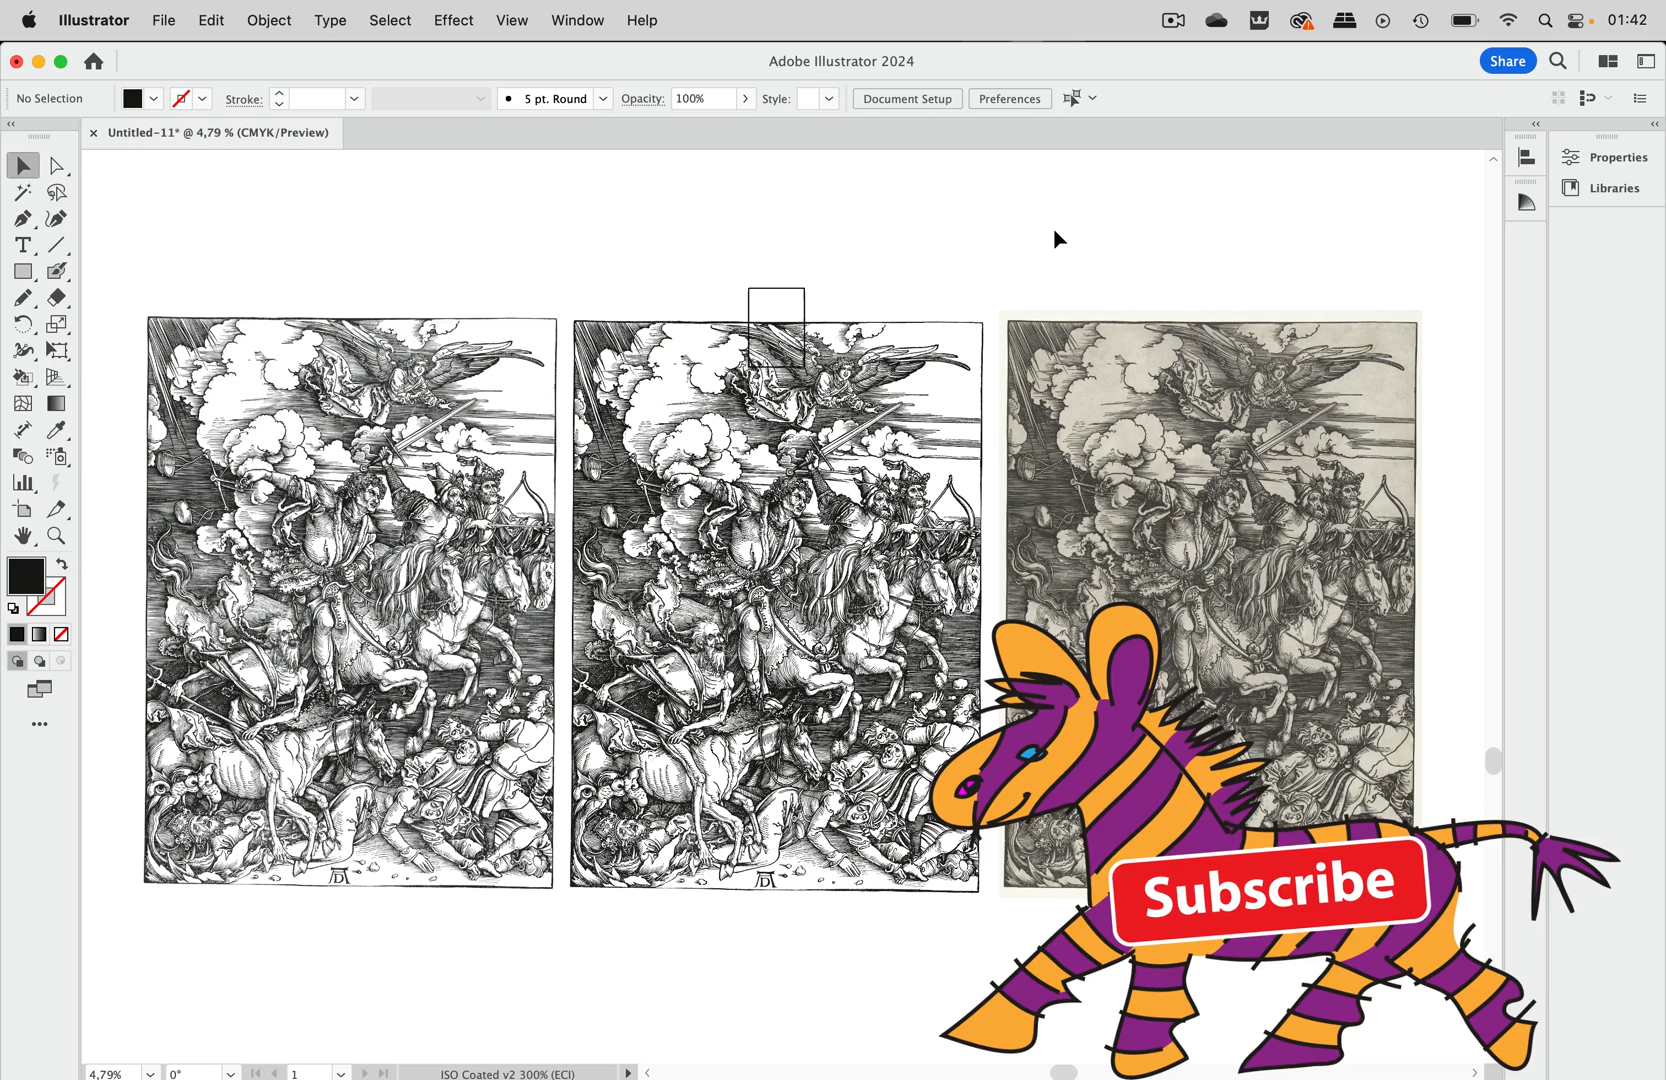 Illustrator File Edit Object Type Select Effect View Window Help 01:42
Adobe Illustrator 2024 Share
No Selection Stroke: 5 pt. Round Opacity: 100% Style: Document Setup Preferences
× Untitled-11* @ 4,79 % (CMYK/Preview)
Properties
Libraries
AD
Subscribe
4,79% 0° 1 ISO Coated v2 300% (ECI)